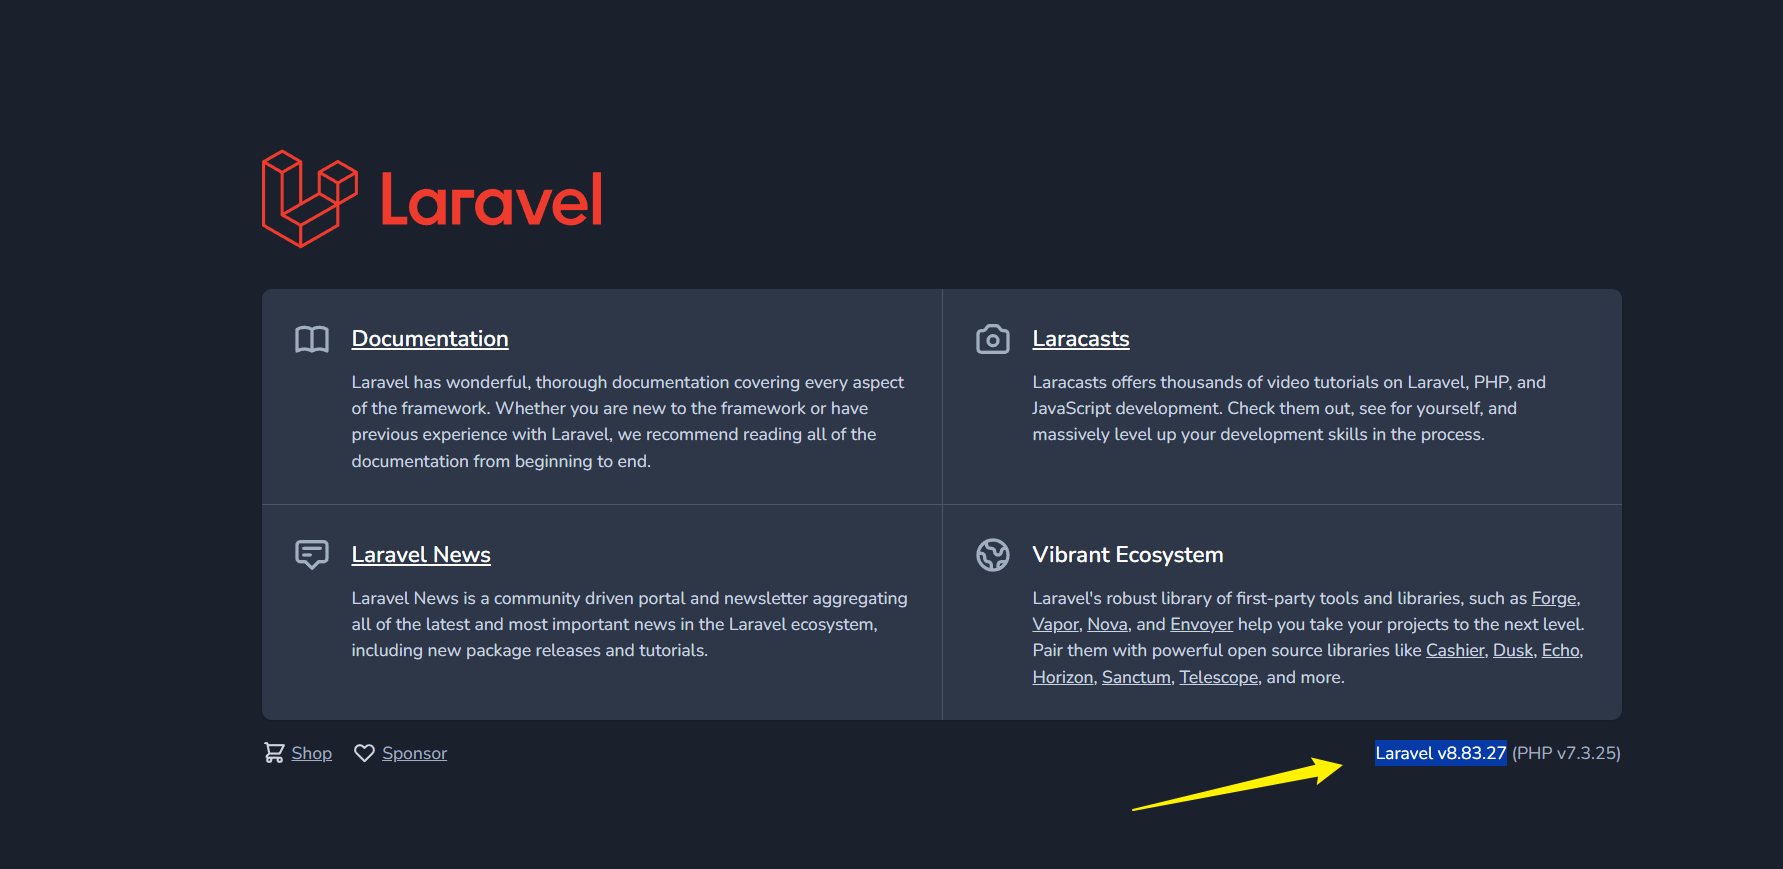 Laravel
Documentation
Laravel has wonderful, thorough documentation covering every aspect
of the framework. Whether you are new to the framework or have
previous experience with Laravel, we recommend reading all of the
documentation from beginning to end.
Laracasts
Laracasts offers thousands of video tutorials on Laravel, PHP, and
JavaScript development. Check them out, see for yourself, and
massively level up your development skills in the process.
Laravel News
Laravel News is a community driven portal and newsletter aggregating
all of the latest and most important news in the Laravel ecosystem,
including new package releases and tutorials.
Vibrant Ecosystem
Laravel's robust library of first-party tools and libraries, such as Forge,
Vapor, Nova, and Envoyer help you take your projects to the next level.
Pair them with powerful open source libraries like Cashier, Dusk, Echo,
Horizon, Sanctum, Telescope, and more.
Shop Sponsor
Laravel v8.83.27 (PHP v7.3.25)